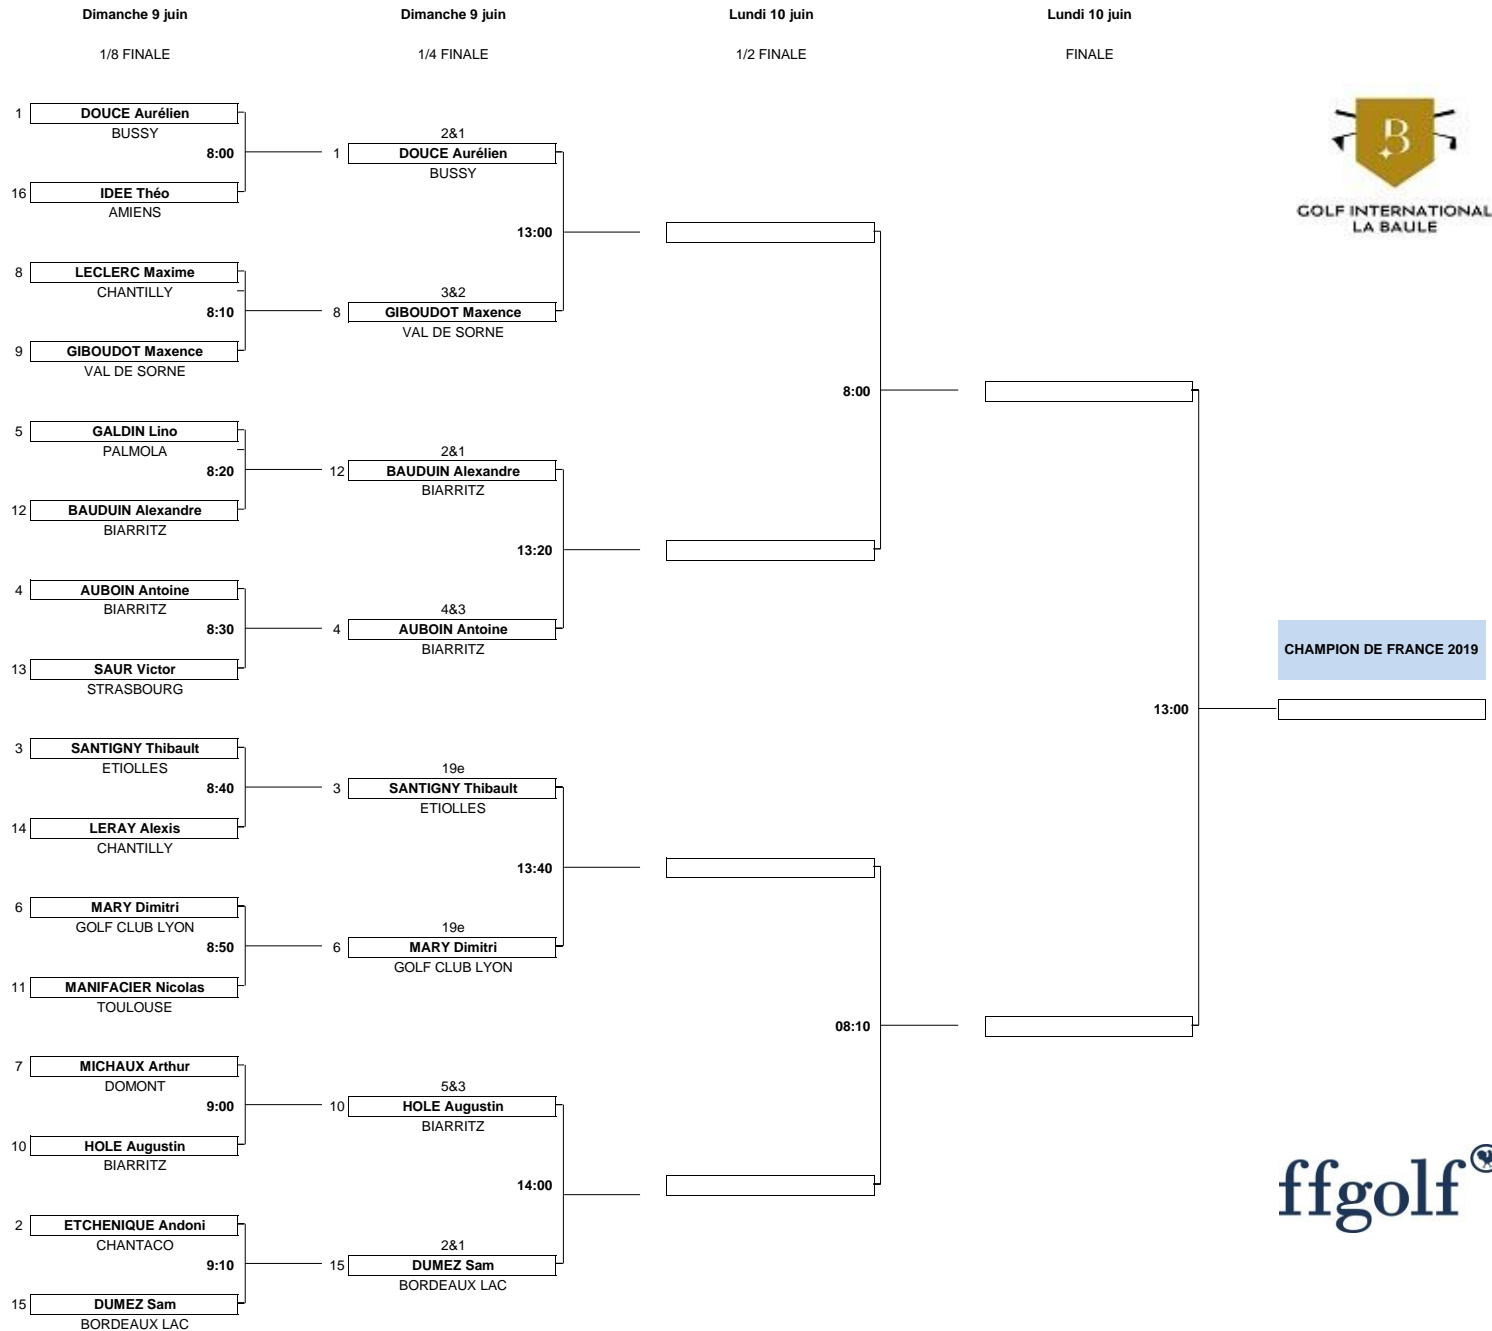 Dimanche 9 juin
Dimanche 9 juin
Lundi 10 juin
Lundi 10 juin
1/8 FINALE
1/4 FINALE
1/2 FINALE
FINALE
1 DOUCE Aurélien
BUSSY
8:00
16 IDEE Théo
AMIENS
8 LECLERC Maxime
CHANTILLY
8:10
9 GIBOUDOT Maxence
VAL DE SORNE
5 GALDIN Lino
PALMOLA
8:20
12 BAUDUIN Alexandre
BIARRITZ
4 AUBOIN Antoine
BIARRITZ
8:30
13 SAUR Victor
STRASBOURG
3 SANTIGNY Thibault
ETIOLLES
8:40
14 LERAY Alexis
CHANTILLY
6 MARY Dimitri
GOLF CLUB LYON
8:50
11 MANIFACIER Nicolas
TOULOUSE
7 MICHAUX Arthur
DOMONT
9:00
10 HOLE Augustin
BIARRITZ
2 ETCHENIQUE Andoni
CHANTACO
9:10
15 DUMEZ Sam
BORDEAUX LAC
2&1
1 DOUCE Aurélien
BUSSY
13:00
3&2
8 GIBOUDOT Maxence
VAL DE SORNE
2&1
12 BAUDUIN Alexandre
BIARRITZ
13:20
4&3
4 AUBOIN Antoine
BIARRITZ
19e
3 SANTIGNY Thibault
ETIOLLES
13:40
19e
6 MARY Dimitri
GOLF CLUB LYON
5&3
10 HOLE Augustin
BIARRITZ
14:00
2&1
15 DUMEZ Sam
BORDEAUX LAC
8:00
08:10
13:00
B
GOLF INTERNATIONAL
LA BAULE
CHAMPION DE FRANCE 2019
ffgolf